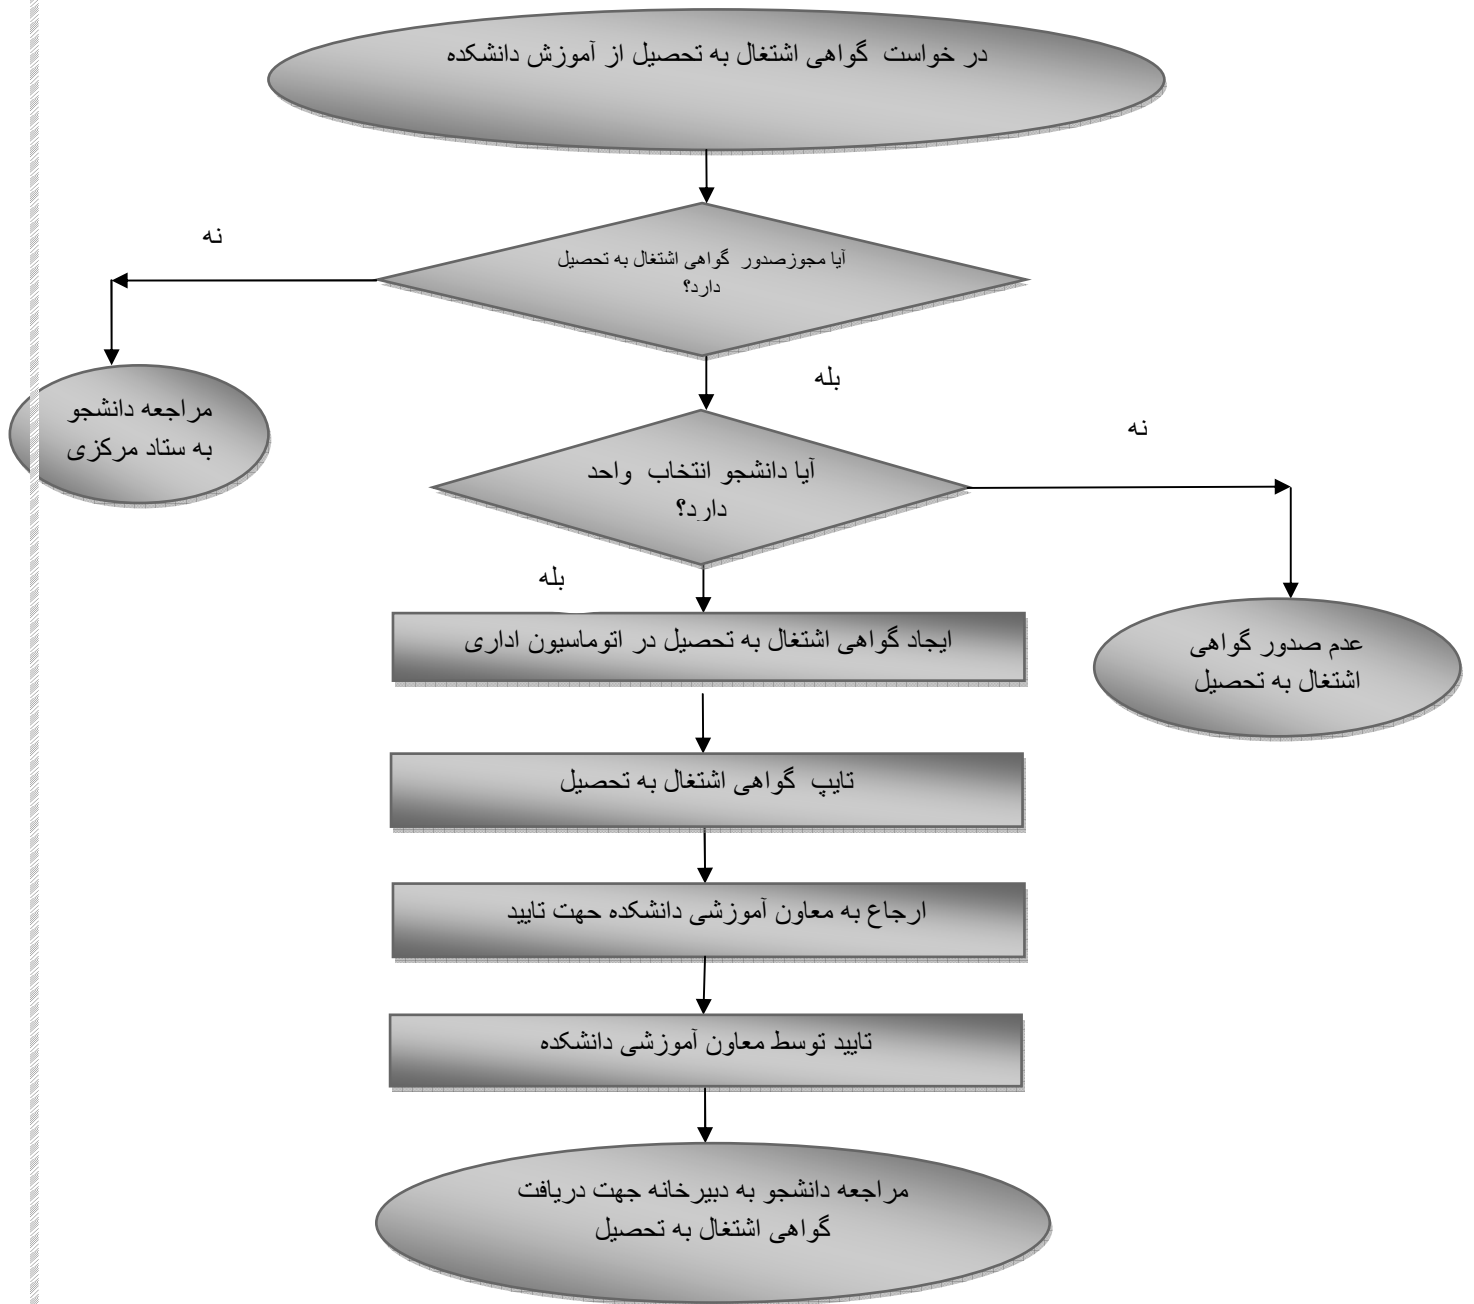 در خواست گواهی اشتغال به تحصیل از آموزش دانشکده
نه
آیا مجوزصدور گواهی اشتغال به تحصیل
دارد؟
بله
مراجعه دانشجو
به ستاد مرکزی
نه
آیا دانشجو انتخاب واحد
دارد؟
بله
ایجاد گواهی اشتغال به تحصیل در اتوماسیون اداری
عدم صدور گواهی
اشتغال به تحصیل
تایپ گواهی اشتغال به تحصیل
ارجاع به معاون آموزشی دانشکده حهت تایید
تایید توسط معاون آموزشی دانشکده
مراجعه دانشجو به دبیرخانه جهت دریافت
گواهی اشتغال به تحصیل